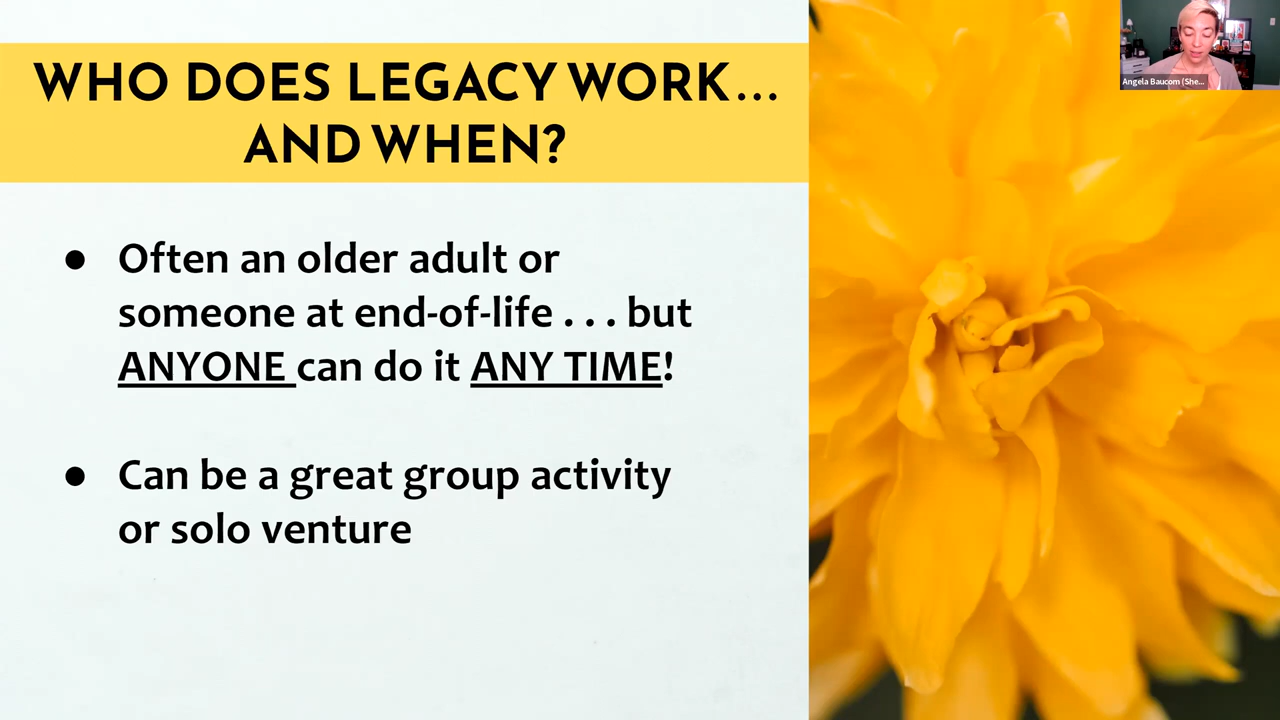 WHO DOES LEGACY WORK...
AND WHEN?
● Often an older adult or
someone at end-of-life . . . but
ANYONE can do it ANY TIME!
● Can be a great group activity
or solo venture
Angela Baucom (She...